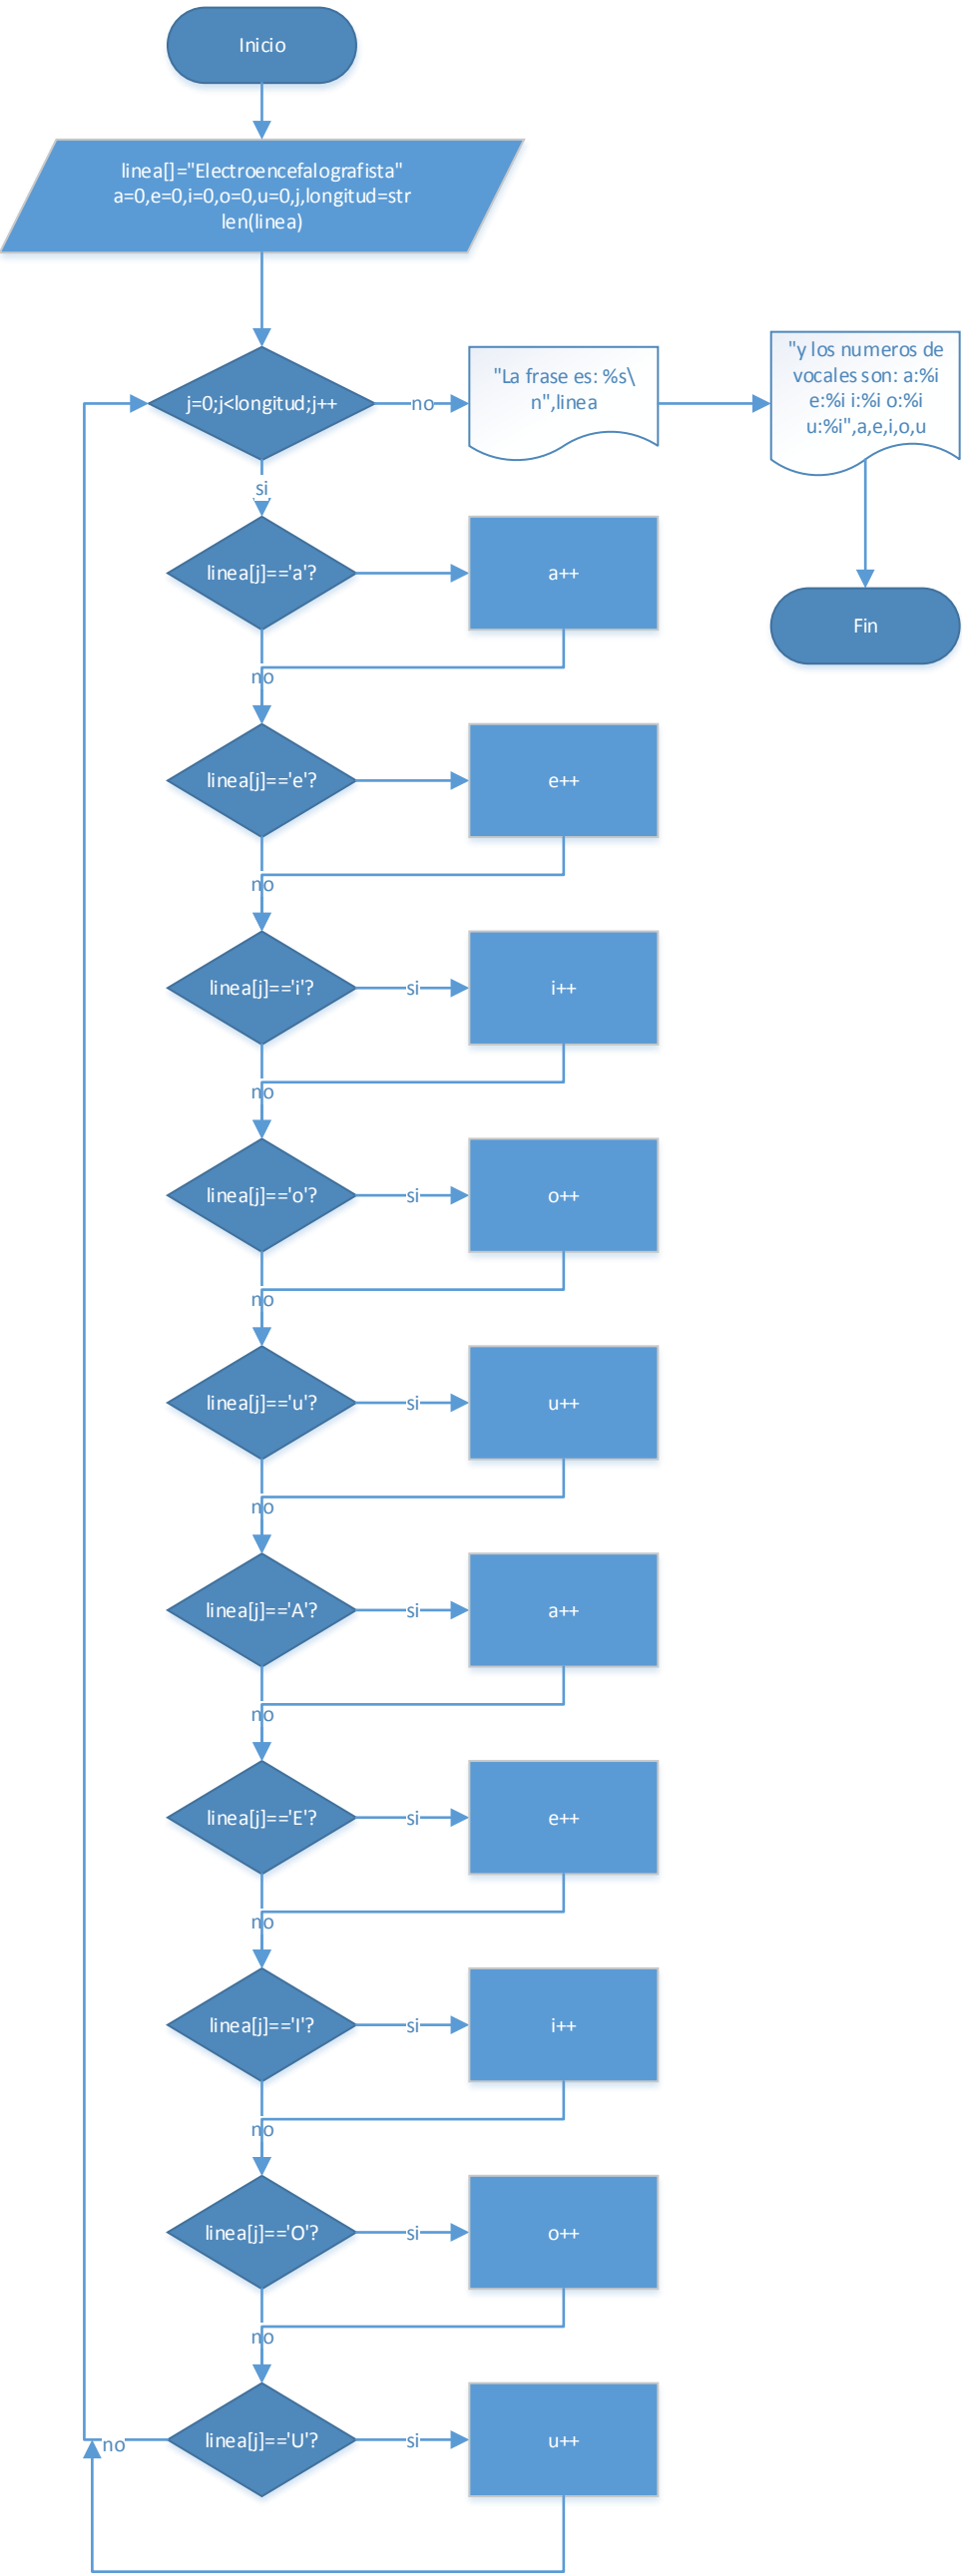 Inicio
linea[]="Electroencefalografista"
a=0,e=0,i=0,o=0,u=0,j,longitud=str
len(linea)
j=0;j<longitud;j++
no
"La frase es: %s\
n",linea
"y los numeros de
vocales son: a:%i
e:%i i:%i o:%i
u:%i",a,e,i,o,u
Fin
si
linea[j]=='a'?
a++
no
linea[j]=='e'?
e++
no
linea[j]=='i'?
si
i++
no
linea[j]=='o'?
si
o++
no
linea[j]=='u'?
si
u++
no
linea[j]=='A'?
si
a++
no
linea[j]=='E'?
si
e++
no
linea[j]=='I'?
si
i++
no
linea[j]=='O'?
si
o++
no
linea[j]=='U'?
si
u++
no